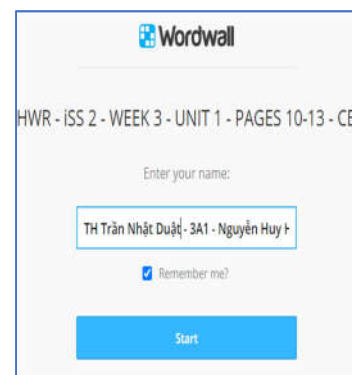 Wordwall
HWR - iSS 2 - WEEK 3 - UNIT 1 - PAGES 10-13 - CE
Enter your name:
TH Trần Nhật Duật - 3A1 - Nguyễn Huy H
Remember me?
Start